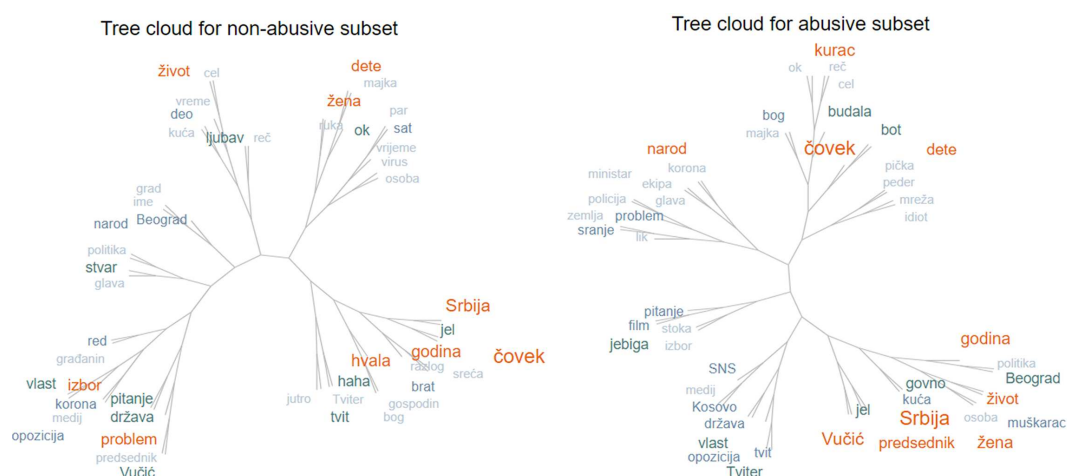 Tree cloud for non-abusive subset
život
cel
vreme
deo
kuća
ljubav
reč
dete
majka
žena
ruka
ok
par
sat
vrijeme
virus
osoba
grad
ime
narod
Beograd
politika
stvar
glava
red
građanin
vlast
izbor
korona
medij
opozicija
pitanje
država
problem
predsednik
Vučić
Srbija
jel
godina
razlog
sreća
čovek
hvala
haha
brat
jutro
Tviter
gospodin
tvit
bog
Tree cloud for abusive subset
kurac
ok
reč
cel
bog
budala
majka
bot
čovek
narod
dete
ministar
korona
ekipa
pička
peder
policija
glava
mreža
zemlja
problem
idiot
sranje
lik
pitanje
film
stoka
jebiga
izbor
SNS
medij
Kosovo
država
vlast
opozicija
tvit
Tviter
godina
politika
Beograd
govno
kuća
život
jel
Srbija
osoba
muškarac
Vučić
predsednik
žena